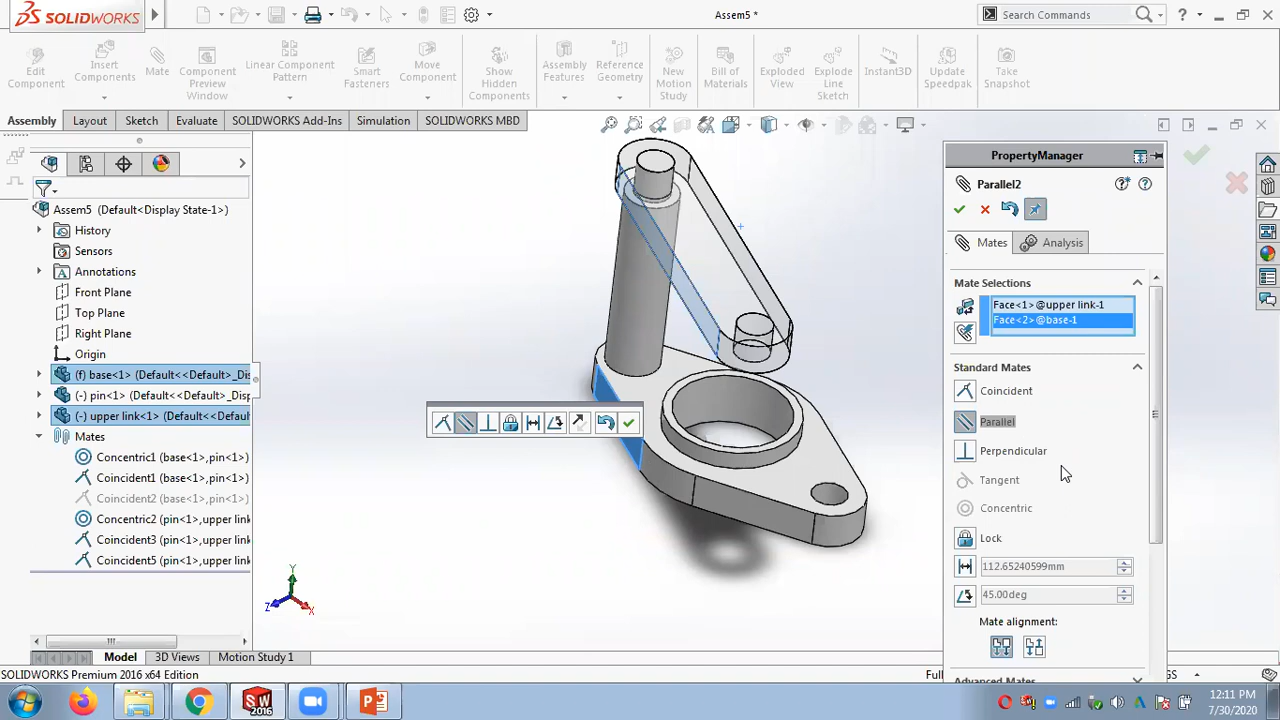 SOLIDWORKS
Assem5 *
Search Commands
Edit Component
Insert Components
Mate
Component Preview Window
Linear Component Pattern
Smart Fasteners
Move Component
Show Hidden Components
Assembly Features
Reference Geometry
New Motion Study
Bill of Materials
Exploded View
Explode Line Sketch
Instant3D
Update Speedpak
Take Snapshot
Assembly
Layout
Sketch
Evaluate
SOLIDWORKS Add-Ins
Simulation
SOLIDWORKS MBD
Assem5 (Default<Display State-1>)
History
Sensors
Annotations
Front Plane
Top Plane
Right Plane
Origin
(f) base<1> (Default<<Default>_Dis
(-) pin<1> (Default<<Default>_Disp
(-) upper link<1> (Default<<Default
Mates
Concentric1 (base<1>,pin<1>)
Coincident1 (base<1>,pin<1>)
Coincident2 (base<1>,pin<1>)
Concentric2 (pin<1>,upper link
Coincident3 (pin<1>,upper link
Coincident5 (pin<1>,upper link
Y
Z
X
PropertyManager
Parallel2
Mates
Analysis
Mate Selections
Face<1>@upper link-1
Face<2>@base-1
Standard Mates
Coincident
Parallel
Perpendicular
Tangent
Concentric
Lock
112.65240599mm
45.00deg
Mate alignment:
Advanced Mates
Model
3D Views
Motion Study 1
SOLIDWORKS Premium 2016 x64 Edition
SW
2016
12:11 PM
7/30/2020